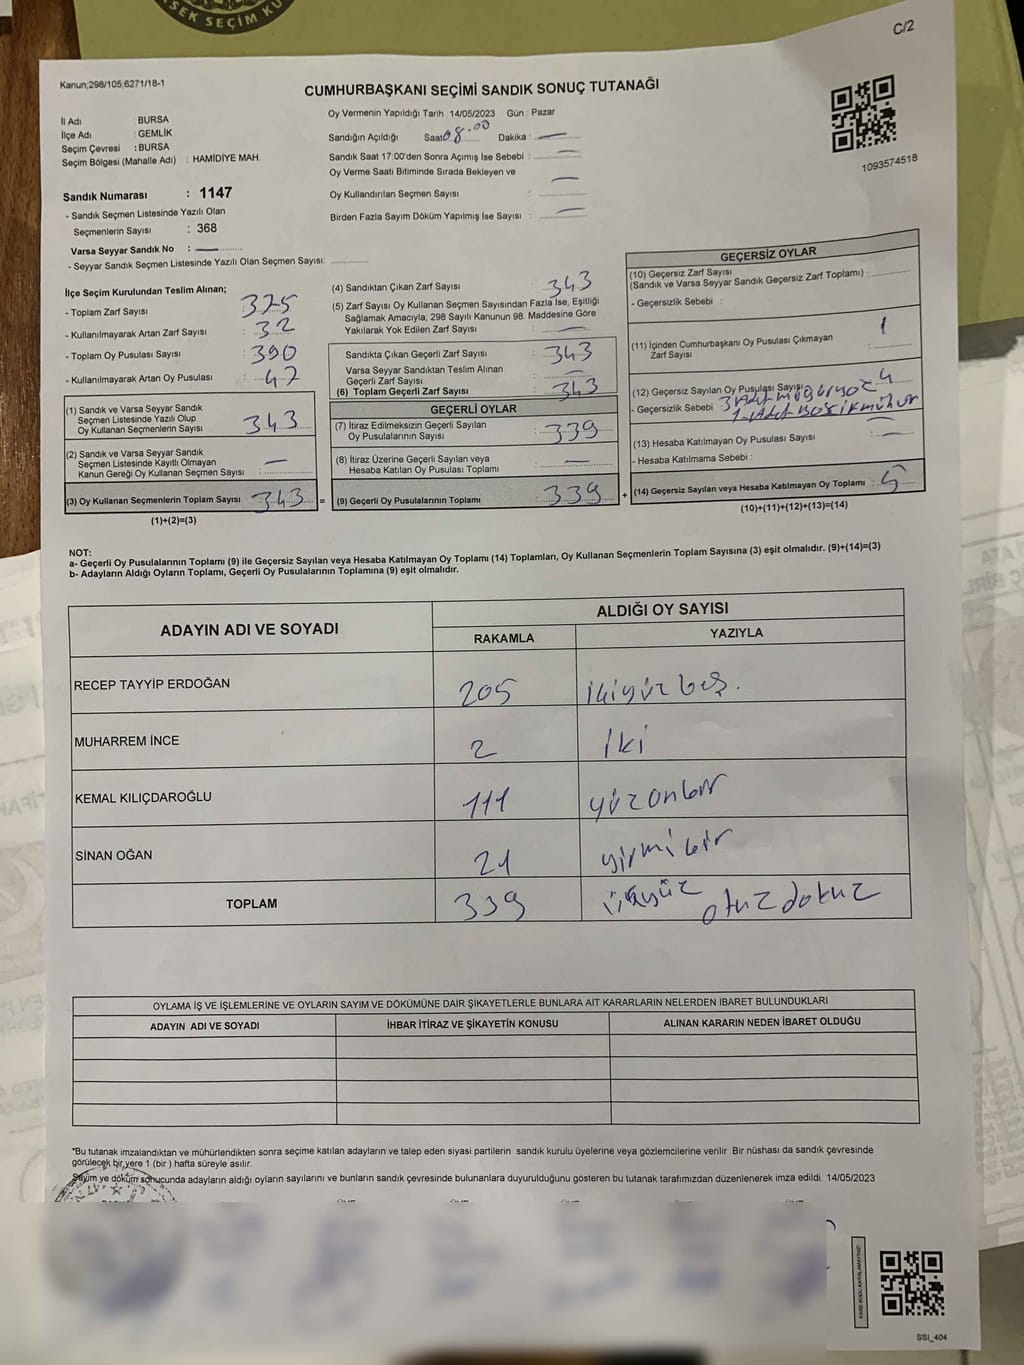 SEK SEÇİM KU
C/2
Kanun;298/105,6271/18-1
CUMHURBAŞKANI SEÇİMİ SANDIK SONUÇ TUTANAĞI
İl Adı : BURSA
İlçe Adı : GEMLİK
Seçim Çevresi : BURSA
Seçim Bölgesi (Mahalle Adı) : HAMİDİYE MAH.
Oy Vermenin Yapıldığı Tarih : 14/05/2023 Gün : Pazar
Sandığın Açıldığı Saat 08.00 Dakika : —
Sandık Saat 17:00'den Sonra Açımış İse Sebebi : —
Oy Verme Saati Bitiminde Sırada Bekleyen ve
Oy Kullandırılan Seçmen Sayısı : —
Birden Fazla Sayım Döküm Yapılmış İse Sayısı : —
1093574518
Sandık Numarası : 1147
- Sandık Seçmen Listesinde Yazılı Olan
Seçmenlerin Sayısı : 368
Varsa Seyyar Sandık No : —
- Seyyar Sandık Seçmen Listesinde Yazılı Olan Seçmen Sayısı:
İlçe Seçim Kurulundan Teslim Alınan;
- Toplam Zarf Sayısı : 375
- Kullanılmayarak Artan Zarf Sayısı : 32
- Toplam Oy Pusulası Sayısı : 390
- Kullanılmayarak Artan Oy Pusulası : 47
(1) Sandık ve Varsa Seyyar Sandık
Seçmen Listesinde Yazılı Olup
Oy Kullanan Seçmenlerin Sayısı : 343
(2) Sandık ve Varsa Seyyar Sandık
Seçmen Listesinde Kayıtlı Olmayan
Kanun Gereği Oy Kullanan Seçmen Sayısı : —
(3) Oy Kullanan Seçmenlerin Toplam Sayısı 343 =
(1)+(2)=(3)
(4) Sandıktan Çıkan Zarf Sayısı : 343
(5) Zarf Sayısı Oy Kullanan Seçmen Sayısından Fazla İse, Eşitliği
Sağlamak Amacıyla; 298 Sayılı Kanunun 98. Maddesine Göre
Yakılarak Yok Edilen Zarf Sayısı : —
Sandıkta Çıkan Geçerli Zarf Sayısı : 343
Varsa Seyyar Sandıktan Teslim Alınan
Geçerli Zarf Sayısı : —
(6) Toplam Geçerli Zarf Sayısı : 343
GEÇERLİ OYLAR
(7) İtiraz Edilmeksizin Geçerli Sayılan
Oy Pusulalarının Sayısı : 339
(8) İtiraz Üzerine Geçerli Sayılan veya
Hesaba Katılan Oy Pusulası Toplamı : —
(9) Geçerli Oy Pusulalarının Toplamı : 339 +
GEÇERSİZ OYLAR
(10) Geçersiz Zarf Sayısı
(Sandık ve Varsa Seyyar Sandık Geçersiz Zarf Toplamı) :
- Geçersizlik Sebebi :
(11) İçinden Cumhurbaşkanı Oy Pusulası Çıkmayan
Zarf Sayısı : 1
(12) Geçersiz Sayılan Oy Pusulası Sayısı : 4
- Geçersizlik Sebebi 3 Adet
1. Adet
(13) Hesaba Katılmayan Oy Pusulası Sayısı : —
- Hesaba Katılmama Sebebi :
(14) Geçersiz Sayılan veya Hesaba Katılmayan Oy Toplamı : 5
(10)+(11)+(12)+(13)=(14)
NOT:
a- Geçerli Oy Pusulalarının Toplamı (9) ile Geçersiz Sayılan veya Hesaba Katılmayan Oy Toplamı (14) Toplamları, Oy Kullanan Seçmenlerin Toplam Sayısına (3) eşit olmalıdır. (9)+(14)=(3)
b- Adayların Aldığı Oyların Toplamı, Geçerli Oy Pusulalarının Toplamına (9) eşit olmalıdır.
ADAYIN ADI VE SOYADI
ALDIĞI OY SAYISI
RAKAMLA YAZIYLA
RECEP TAYYİP ERDOĞAN 205 ikiyüz beş.
MUHARREM İNCE 2 İki
KEMAL KILIÇDAROĞLU 111 yüzonbir
SİNAN OĞAN 21 yirmibir
TOPLAM 339 üçyüz otuzdokuz
OYLAMA İŞ VE İŞLEMLERİNE VE OYLARIN SAYIM VE DÖKÜMÜNE DAİR ŞİKAYETLERLE BUNLARA AİT KARARLARIN NELERDEN İBARET BULUNDUKLARI
ADAYIN ADI VE SOYADI İHBAR İTİRAZ VE ŞİKAYETİN KONUSU ALINAN KARARIN NEDEN İBARET OLDUĞU
*Bu tutanak imzalandıktan ve mühürlendikten sonra seçime katılan adayların ve talep eden siyasi partilerin sandık kurulu üyelerine veya gözlemcilerine verilir .Bir nüshası da sandık çevresinde
görülecek bir yere 1 (bir ) hafta süreyle asılır.
Sayım ve döküm sonucunda adayların aldığı oyların sayılarını ve bunların sandık çevresinde bulunanlara duyurulduğunu gösteren bu tutanak tarafımızdan düzenlenerek imza edildi. 14/05/2023
KARE KODU KARALAMAYINIZ!
SSI_404